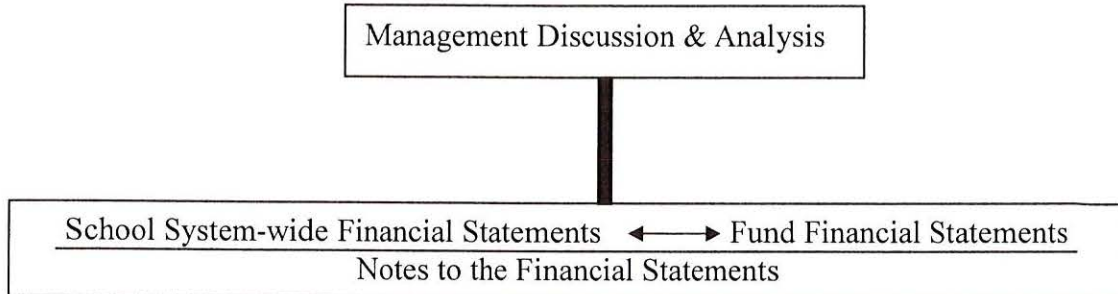 Management Discussion & Analysis
School System-wide Financial Statements ↔ Fund Financial Statements
Notes to the Financial Statements